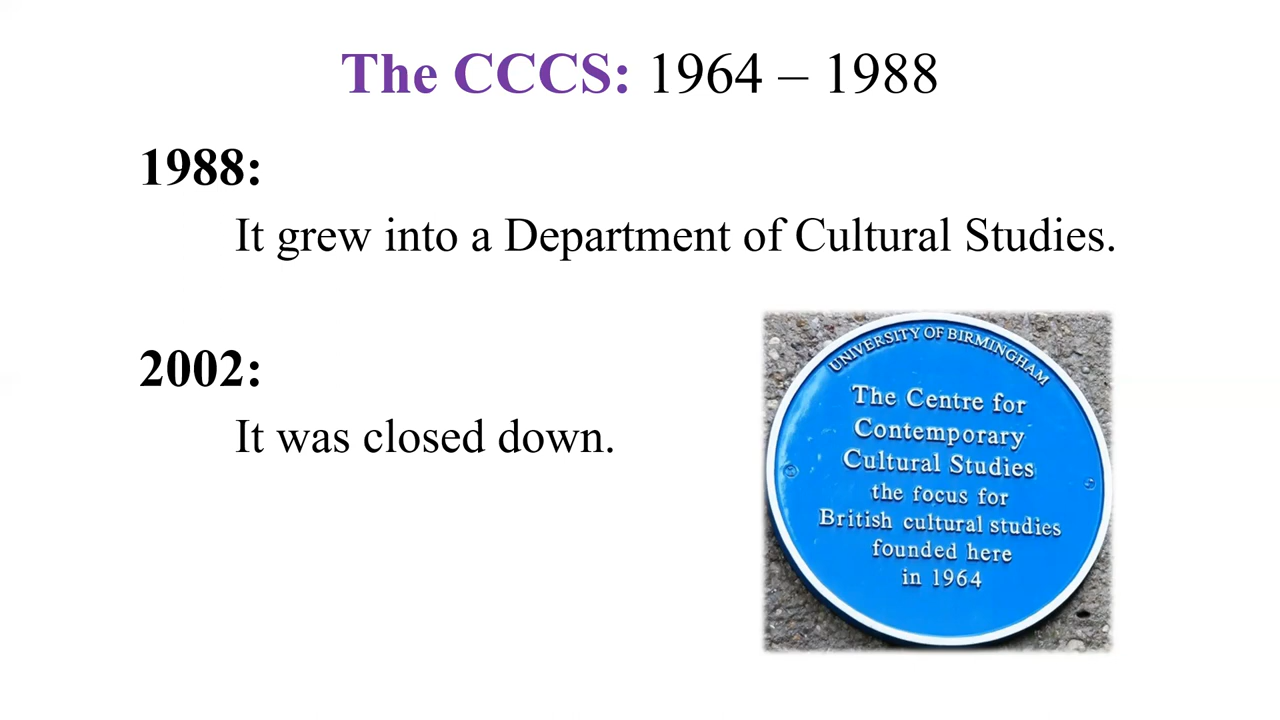 The CCCS: 1964 – 1988
1988:
It grew into a Department of Cultural Studies.
2002:
It was closed down.
UNIVERSITY OF BIRMINGHAM
The Centre for
Contemporary
Cultural Studies
the focus for
British cultural studies
founded here
in 1964